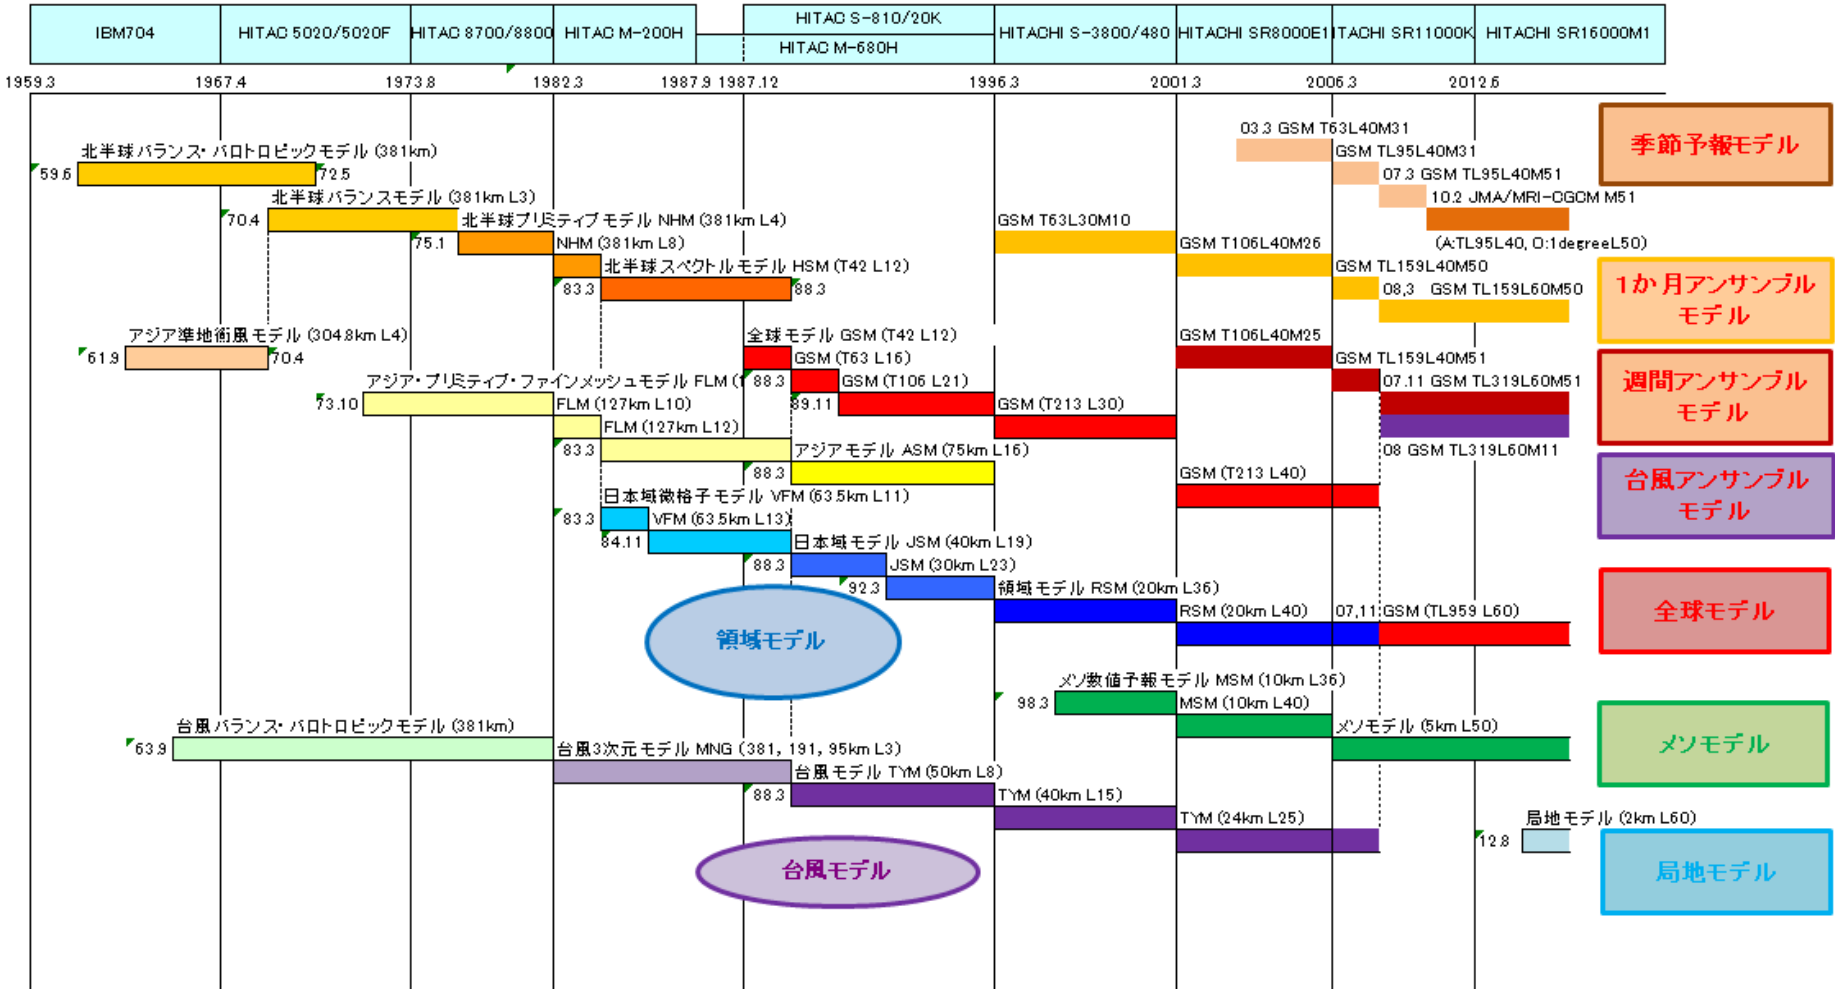 IBM704
HITAC 5020/5020F
HITAC 8700/8800
HITAC M-200H
HITAC S-810/20K
HITAC M-680H
HITACHI S-3800/480
HITACHI SR8000E1
ITACHI SR11000K
HITACHI SR16000M1
1959.3
1967.4
1973.8
1982.3
1987.9
1987.12
1996.3
2001.3
2006.3
2012.6
03.3 GSM T63L40M31
季節予報モデル
北半球バランス・バロトロピックモデル (381km)
GSM TL95L40M31
59.6
72.5
07.3 GSM TL95L40M51
北半球バランスモデル (381km L3)
10.2 JMA/MRI-CGCM M51
70.4
北半球プリミティブモデル NHM (381km L4)
GSM T63L30M10
75.1
NHM (381km L8)
GSM T106L40M26
(A:TL95L40, O:1degreeL50)
北半球スペクトルモデル HSM (T42 L12)
GSM TL159L40M50
83.3
88.3
08,3 GSM TL159L60M50
1か月アンサンブル
モデル
アジア準地衡風モデル (304.8km L4)
全球モデル GSM (T42 L12)
GSM T106L40M25
61.9
70.4
GSM (T63 L16)
GSM TL159L40M51
アジア・プリミティブ・ファインメッシュモデル FLM (1
88.3
GSM (T106 L21)
07.11 GSM TL319L60M51
週間アンサンブル
モデル
73.10
FLM (127km L10)
89.11
GSM (T213 L30)
FLM (127km L12)
83.3
アジアモデル ASM (75km L16)
08 GSM TL319L60M11
88.3
GSM (T213 L40)
台風アンサンブル
モデル
日本域微格子モデル VFM (63.5km L11)
83.3
VFM (63.5km L13)
84.11
日本域モデル JSM (40km L19)
88.3
JSM (30km L23)
92.3
領域モデル RSM (20km L36)
RSM (20km L40)
07,11 GSM (TL959 L60)
全球モデル
領域モデル
メソ数値予報モデル MSM (10km L36)
98.3
MSM (10km L40)
台風バランス・バロトロピックモデル (381km)
メソモデル (5km L50)
メソモデル
63.9
台風3次元モデル MNG (381, 191, 95km L3)
台風モデル TYM (50km L8)
88.3
TYM (40km L15)
TYM (24km L25)
局地モデル (2km L60)
12.8
台風モデル
局地モデル